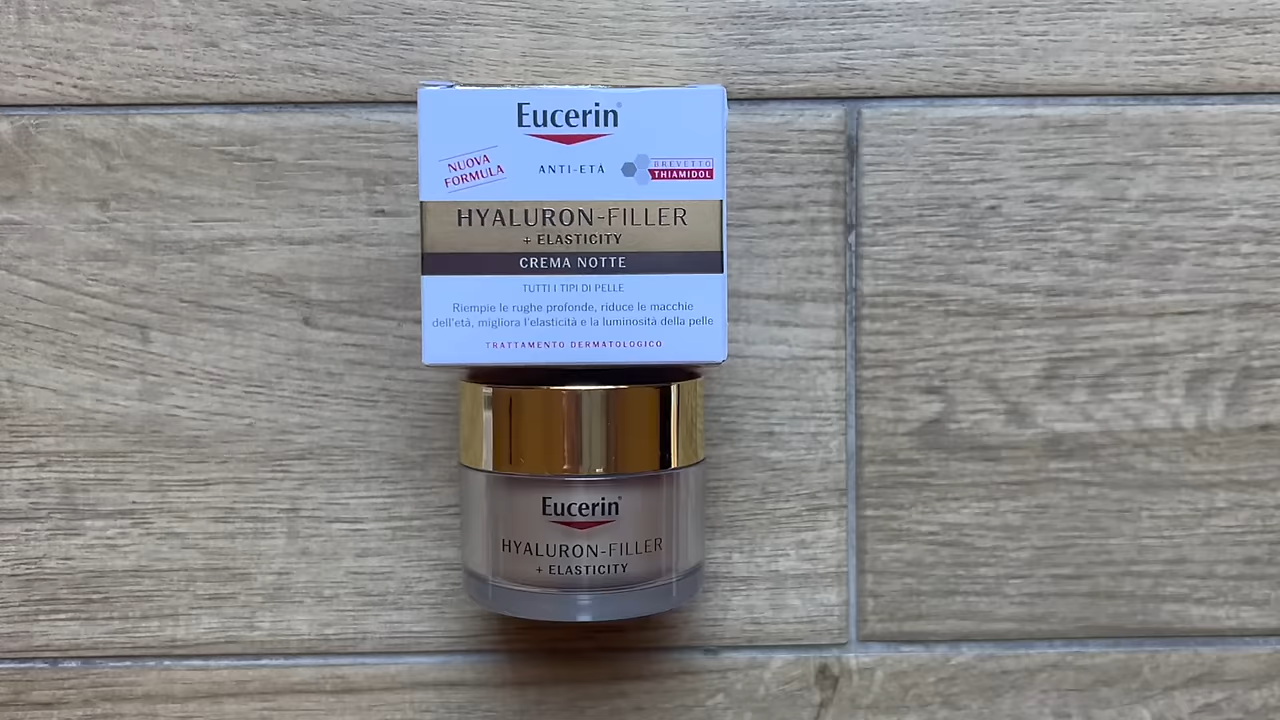 Eucerin®
NUOVA
FORMULA
ANTI-ETÀ
BREVETTO
THIAMIDOL
HYALURON-FILLER
+ ELASTICITY
CREMA NOTTE
TUTTI I TIPI DI PELLE
Riempie le rughe profonde, riduce le macchie
dell'età, migliora l'elasticità e la luminosità della pelle
TRATTAMENTO DERMATOLOGICO
Eucerin®
HYALURON-FILLER
+ ELASTICITY